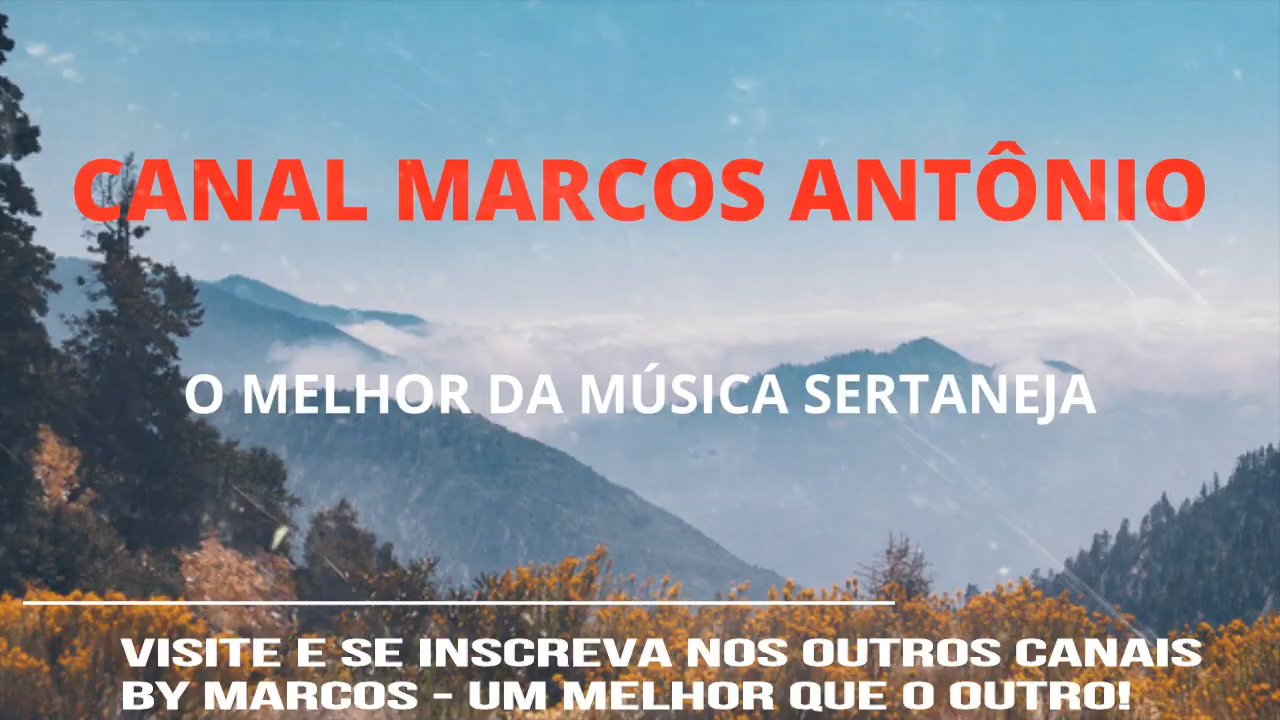 CANAL MARCOS ANTÔNIO
O MELHOR DA MÚSICA SERTANEJA
VISITE E SE INSCREVA NOS OUTROS CANAIS
BY MARCOS - UM MELHOR QUE O OUTRO!